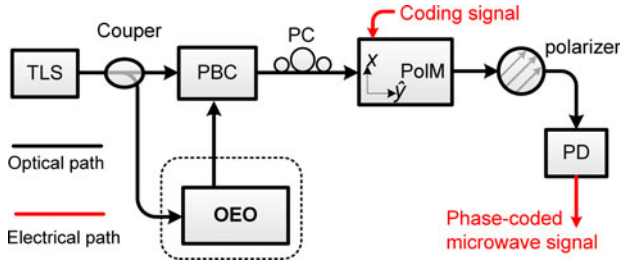 Coding signal
Couper
PC
polarizer
TLS
PBC
x
PolM
ŷ
PD
Optical path
OEO
Electrical path
Phase-coded
microwave signal